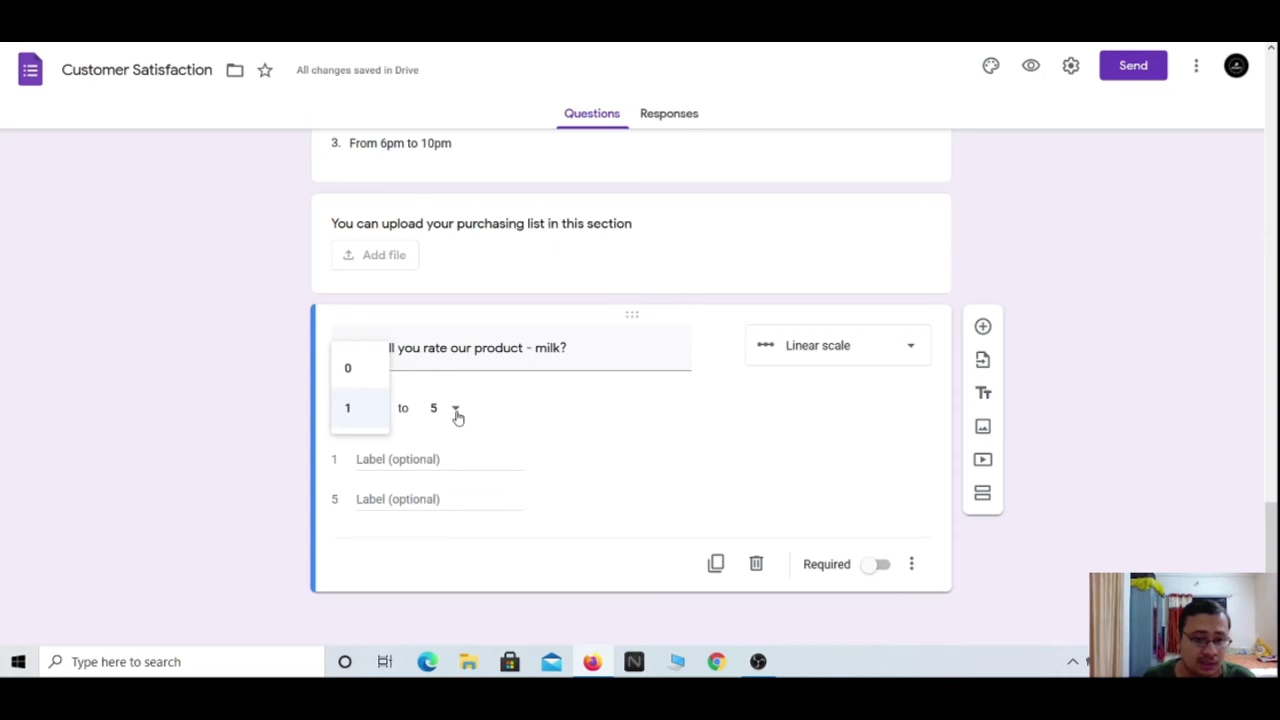 Customer Satisfaction
All changes saved in Drive
Send
Questions
Responses
3. From 6pm to 10pm
You can upload your purchasing list in this section
Add file
ll you rate our product - milk?
Linear scale
0
1 to 5
1 Label (optional)
5 Label (optional)
Required
Type here to search